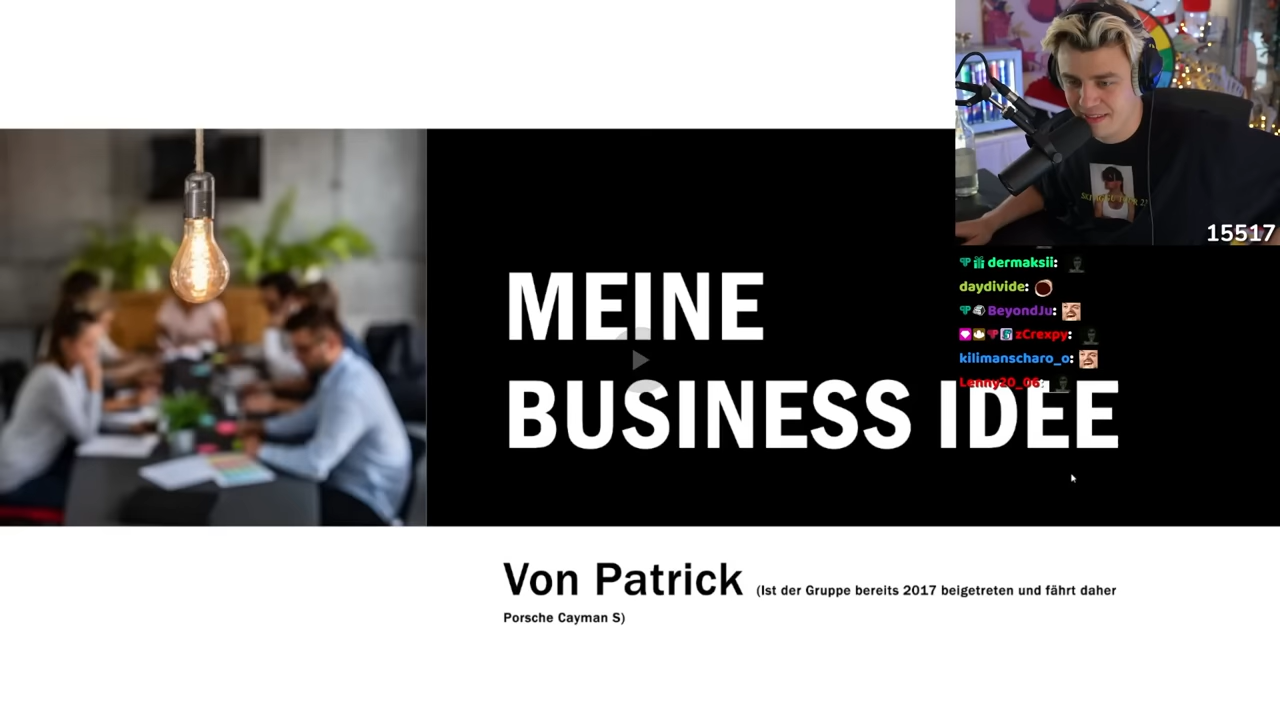 15517
dermaksii:
daydivide:
BeyondJu:
zCrexpy:
kilimanscharo_o:
Lenny20_06:
MEINE
BUSINESS IDEE
Von Patrick (Ist der Gruppe bereits 2017 beigetreten und fährt daher
Porsche Cayman S)